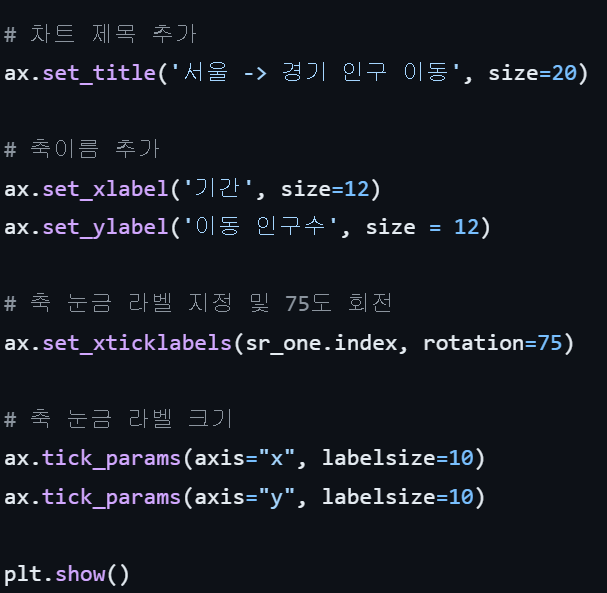 # 차트 제목 추가
ax.set_title('서울 -> 경기 인구 이동', size=20)
# 축이름 추가
ax.set_xlabel('기간', size=12)
ax.set_ylabel('이동 인구수', size = 12)
# 축 눈금 라벨 지정 및 75도 회전
ax.set_xticklabels(sr_one.index, rotation=75)
# 축 눈금 라벨 크기
ax.tick_params(axis="x", labelsize=10)
ax.tick_params(axis="y", labelsize=10)
plt.show()